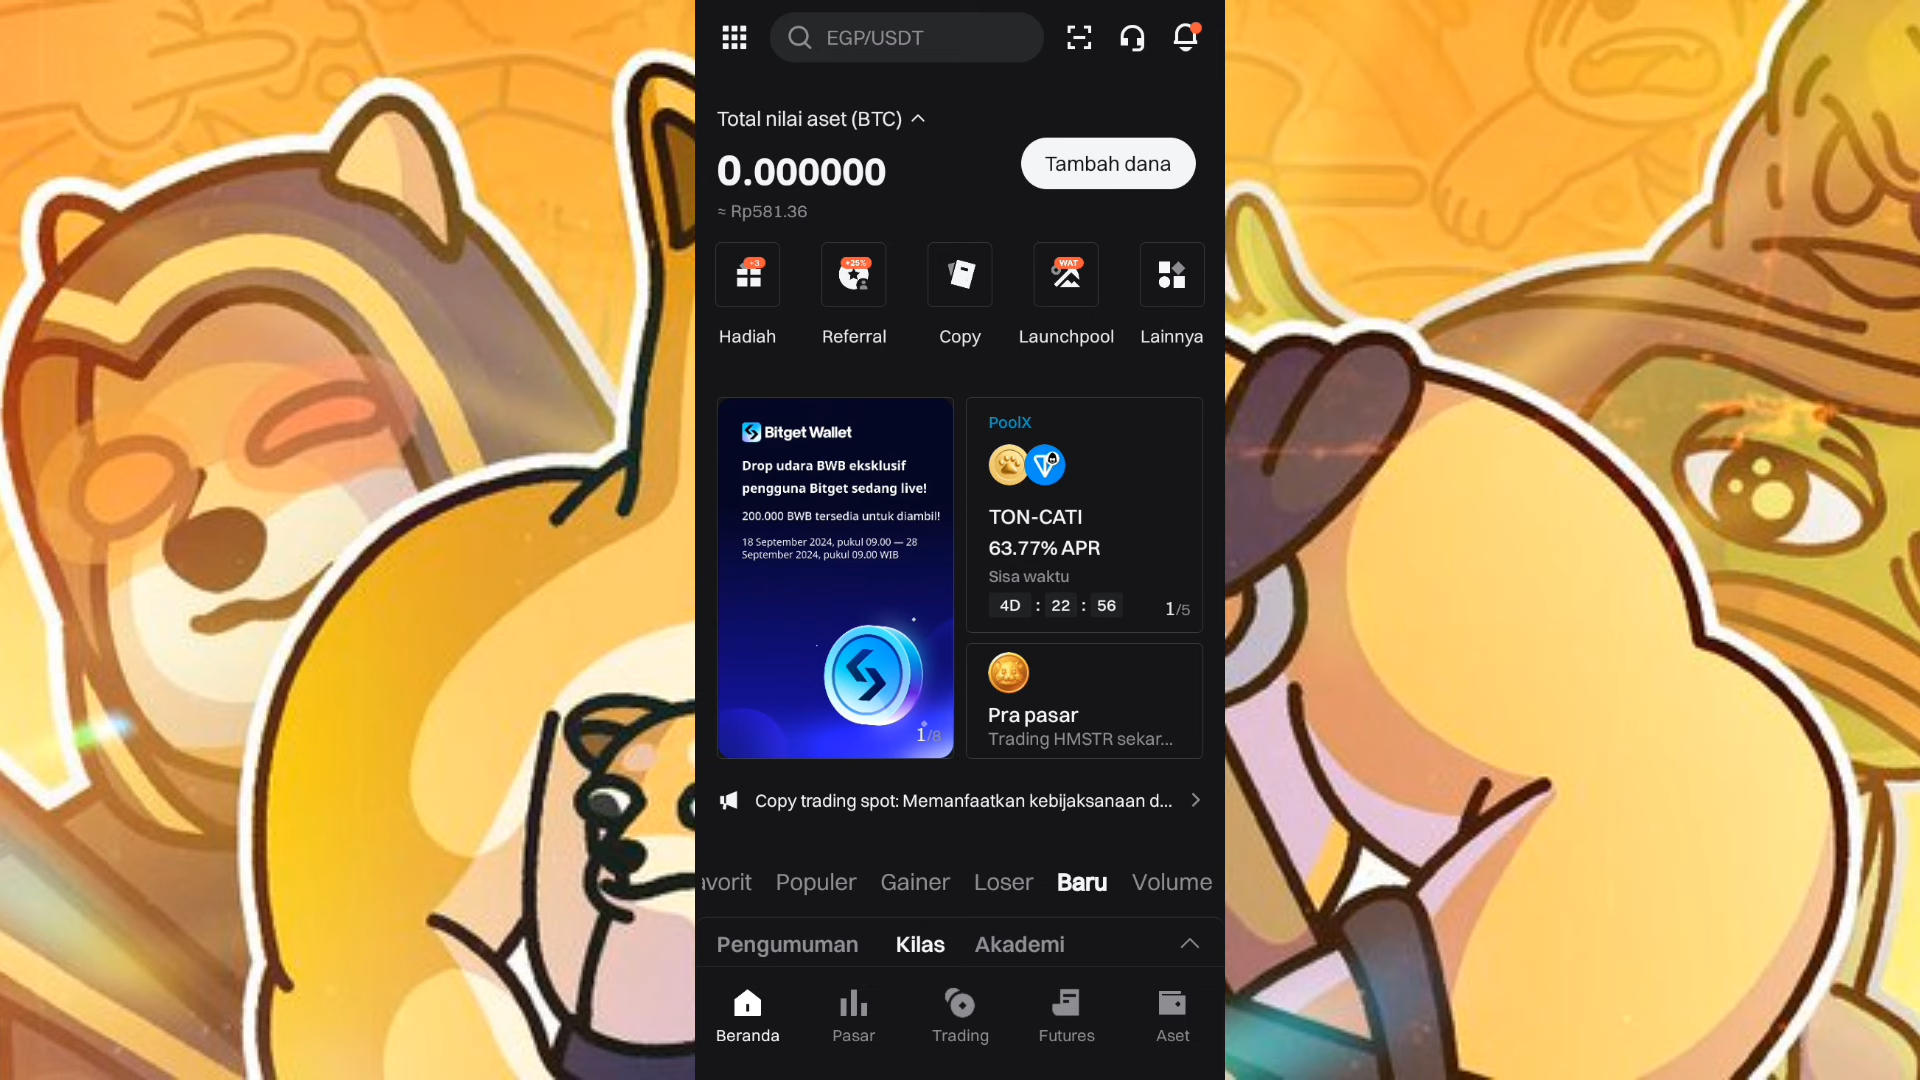 EGP/USDT
Total nilai aset (BTC)
0.000000
Tambah dana
≈ Rp581.36
+3
+25%
WAT
Hadiah
Referral
Copy
Launchpool
Lainnya
Bitget Wallet
Drop udara BWB eksklusif
pengguna Bitget sedang live!
200.000 BWB tersedia untuk diambil!
18 September 2024, pukul 09.00 — 28
September 2024, pukul 09.00 WIB
1/8
PoolX
TON-CATI
63.77% APR
Sisa waktu
4D : 22 : 56
1/5
Pra pasar
Trading HMSTR sekar...
Copy trading spot: Memanfaatkan kebijaksanaan d...
avorit Populer Gainer Loser Baru Volume
Pengumuman Kilas Akademi
Beranda Pasar Trading Futures Aset